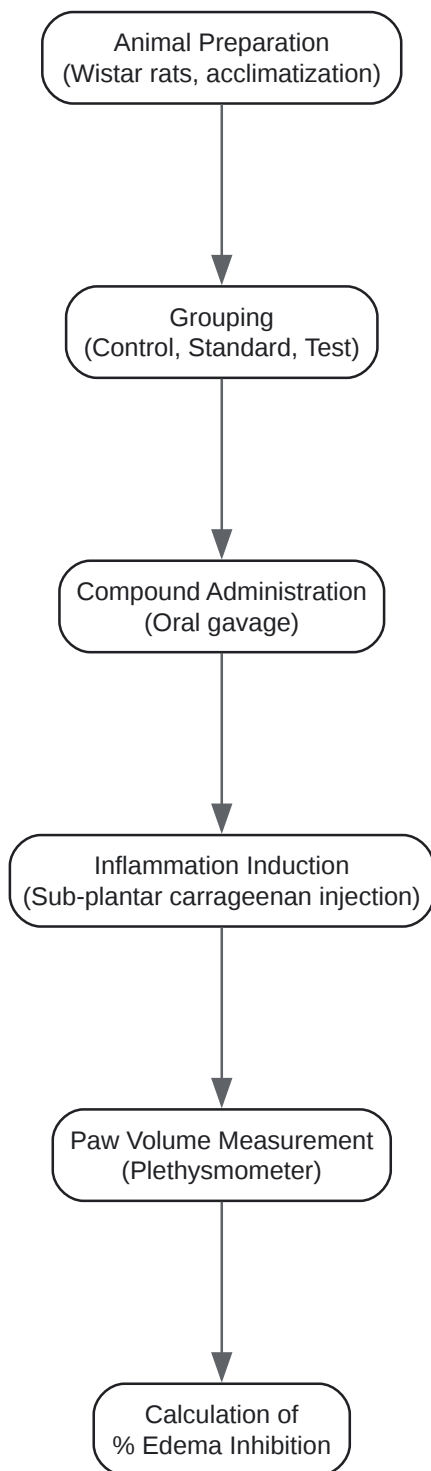 Animal Preparation
(Wistar rats, acclimatization)
Grouping
(Control, Standard, Test)
Compound Administration
(Oral gavage)
Inflammation Induction
(Sub-plantar carrageenan injection)
Paw Volume Measurement
(Plethysmometer)
Calculation of
% Edema Inhibition